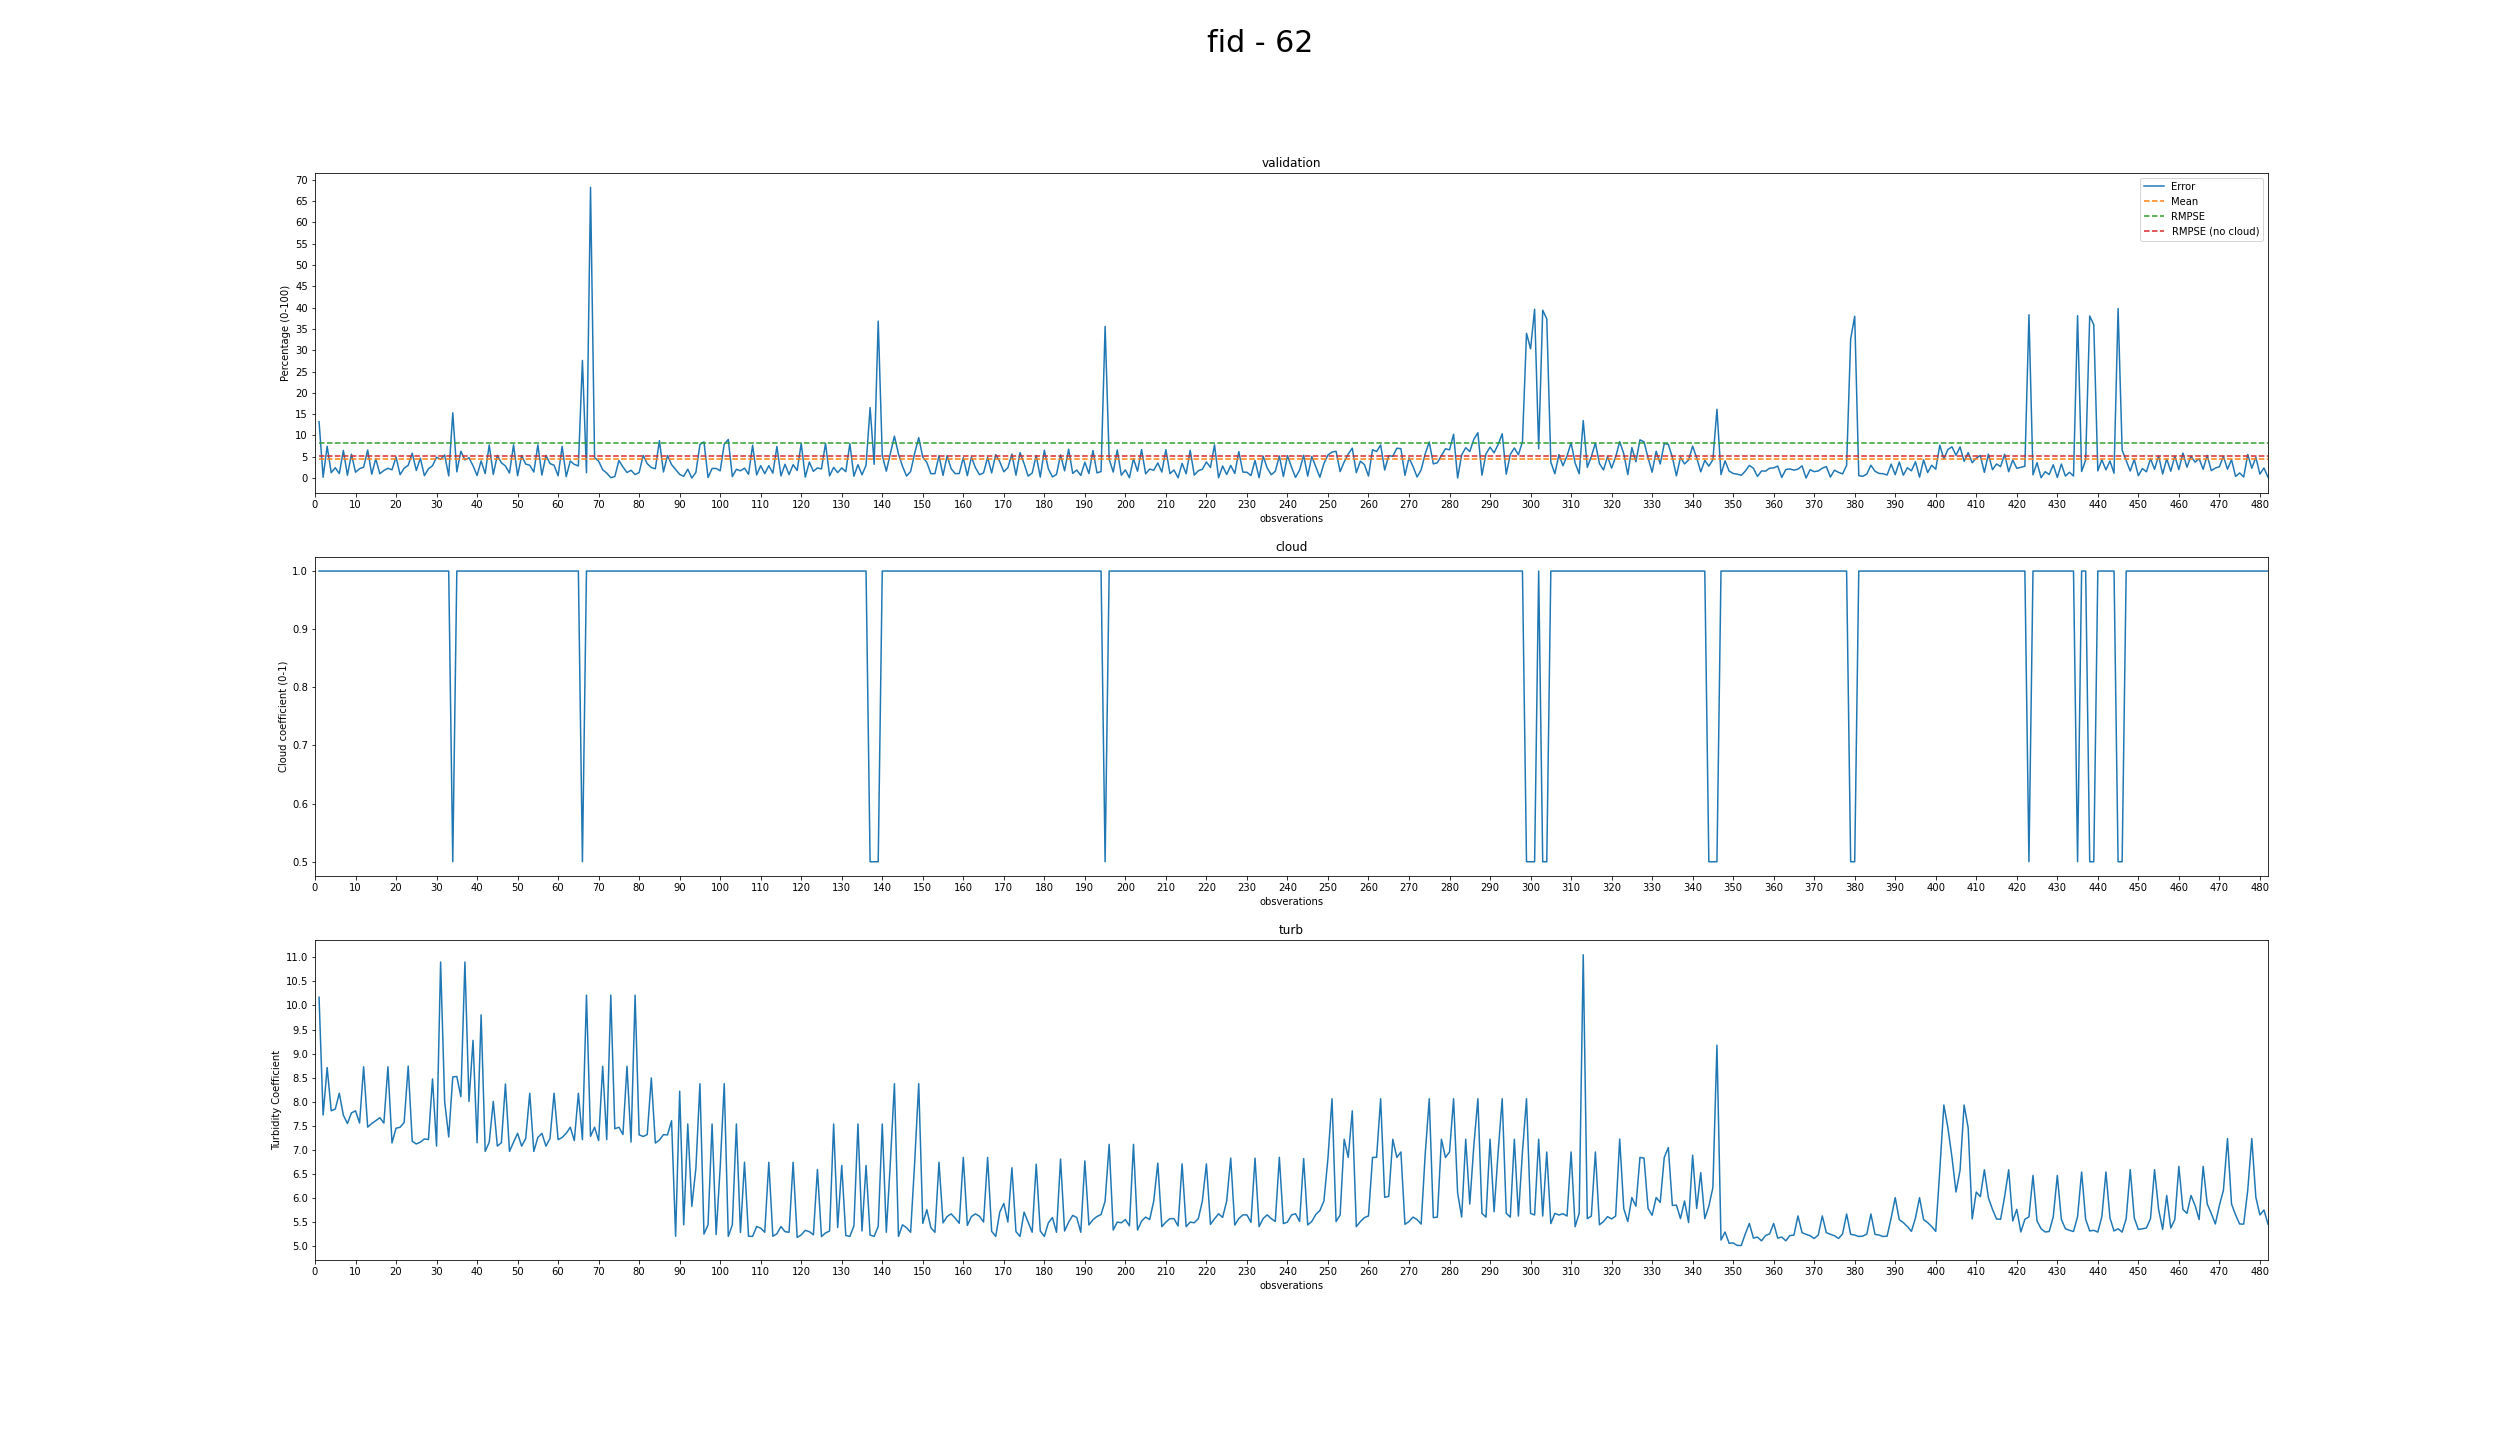 fid - 62
validation
Error
Mean
RMPSE
RMPSE (no cloud)
Percentage (0-100)
70
65
60
55
50
45
40
35
30
25
20
15
10
5
0
0 10 20 30 40 50 60 70 80 90 100 110 120 130 140 150 160 170 180 190 200 210 220 230 240 250 260 270 280 290 300 310 320 330 340 350 360 370 380 390 400 410 420 430 440 450 460 470 480
obsverations
cloud
Cloud coefficient (0-1)
1.0
0.9
0.8
0.7
0.6
0.5
0 10 20 30 40 50 60 70 80 90 100 110 120 130 140 150 160 170 180 190 200 210 220 230 240 250 260 270 280 290 300 310 320 330 340 350 360 370 380 390 400 410 420 430 440 450 460 470 480
obsverations
turb
Turbidity Coefficient
11.0
10.5
10.0
9.5
9.0
8.5
8.0
7.5
7.0
6.5
6.0
5.5
5.0
0 10 20 30 40 50 60 70 80 90 100 110 120 130 140 150 160 170 180 190 200 210 220 230 240 250 260 270 280 290 300 310 320 330 340 350 360 370 380 390 400 410 420 430 440 450 460 470 480
obsverations